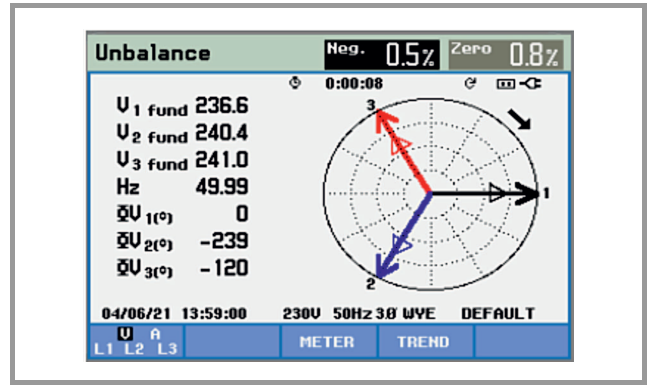 Unbalance Neg. 0.5% Zero 0.8%
0:00:08
V1 fund 236.6
V2 fund 240.4
V3 fund 241.0
Hz 49.99
ΦV1(°) 0
ΦV2(°) -239
ΦV3(°) -120
3
1
2
04/06/21 13:59:00 230V 50Hz 3Ø WYE DEFAULT
V A
L1 L2 L3 METER TREND